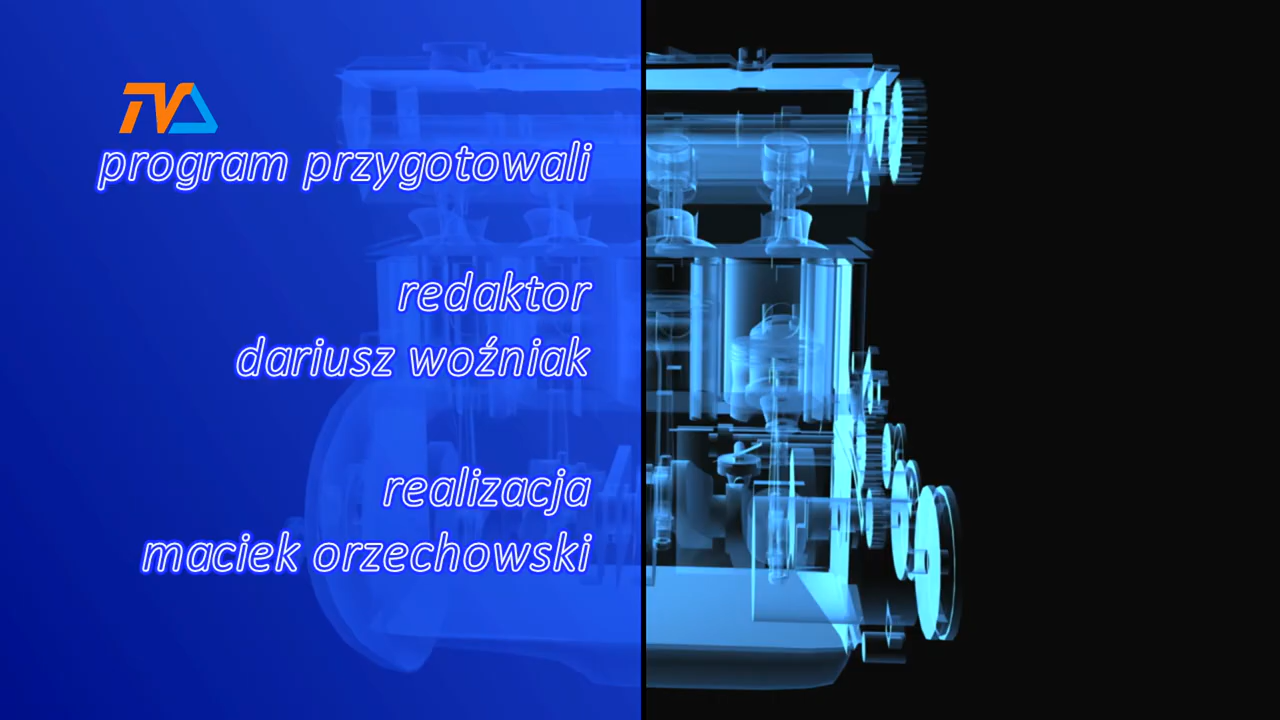 TVA
program przygotowali
redaktor
dariusz woźniak
realizacja
maciek orzechowski